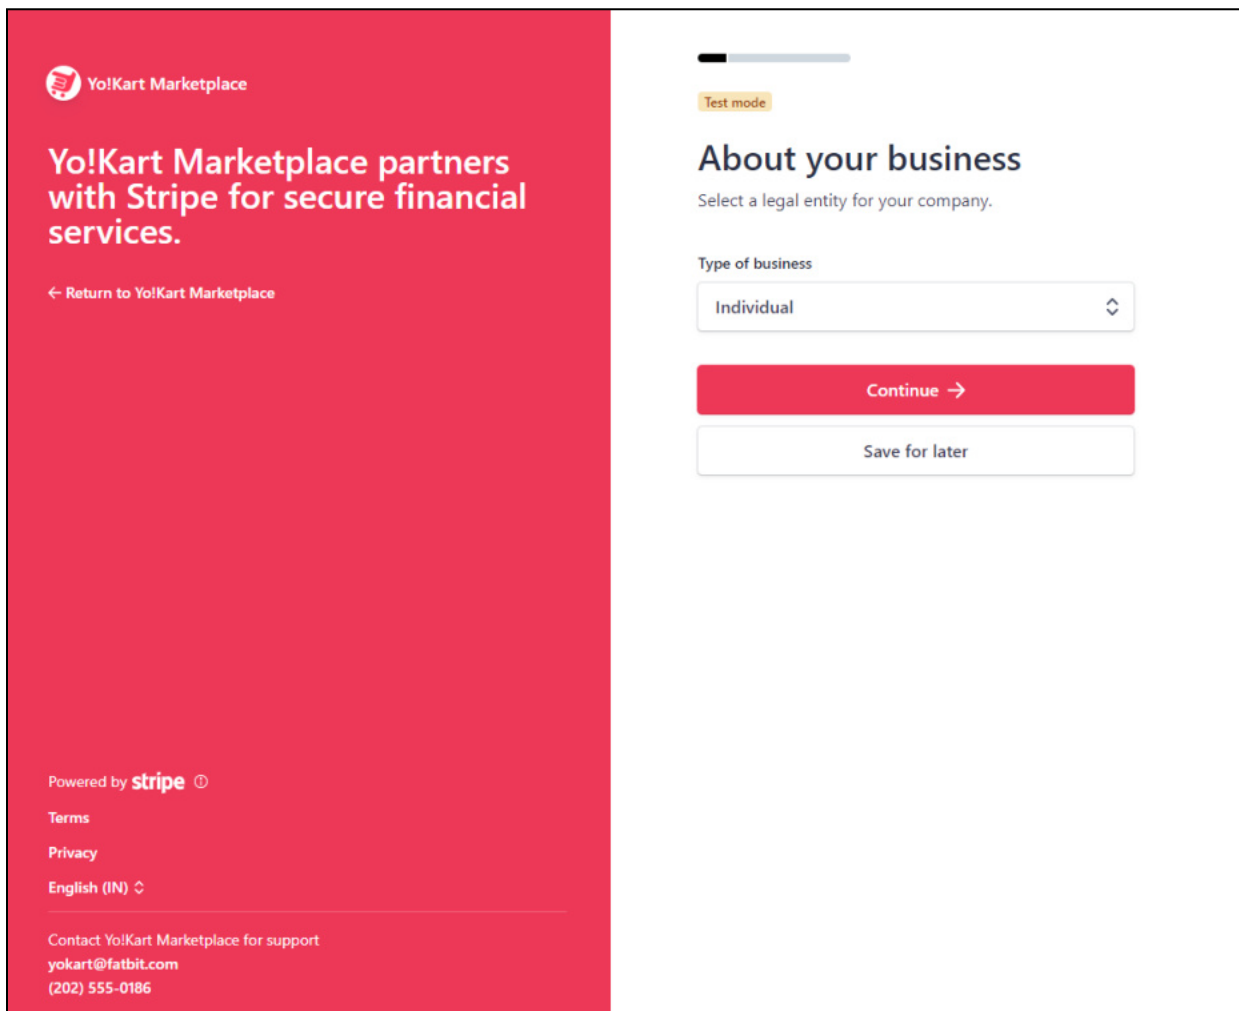 Yo!Kart Marketplace
Yo!Kart Marketplace partners
with Stripe for secure financial
services.
← Return to Yo!Kart Marketplace
Powered by stripe
Terms
Privacy
English (IN)
Contact Yo!Kart Marketplace for support
yokart@fatbit.com
(202) 555-0186
Test mode
About your business
Select a legal entity for your company.
Type of business
Individual
Continue →
Save for later